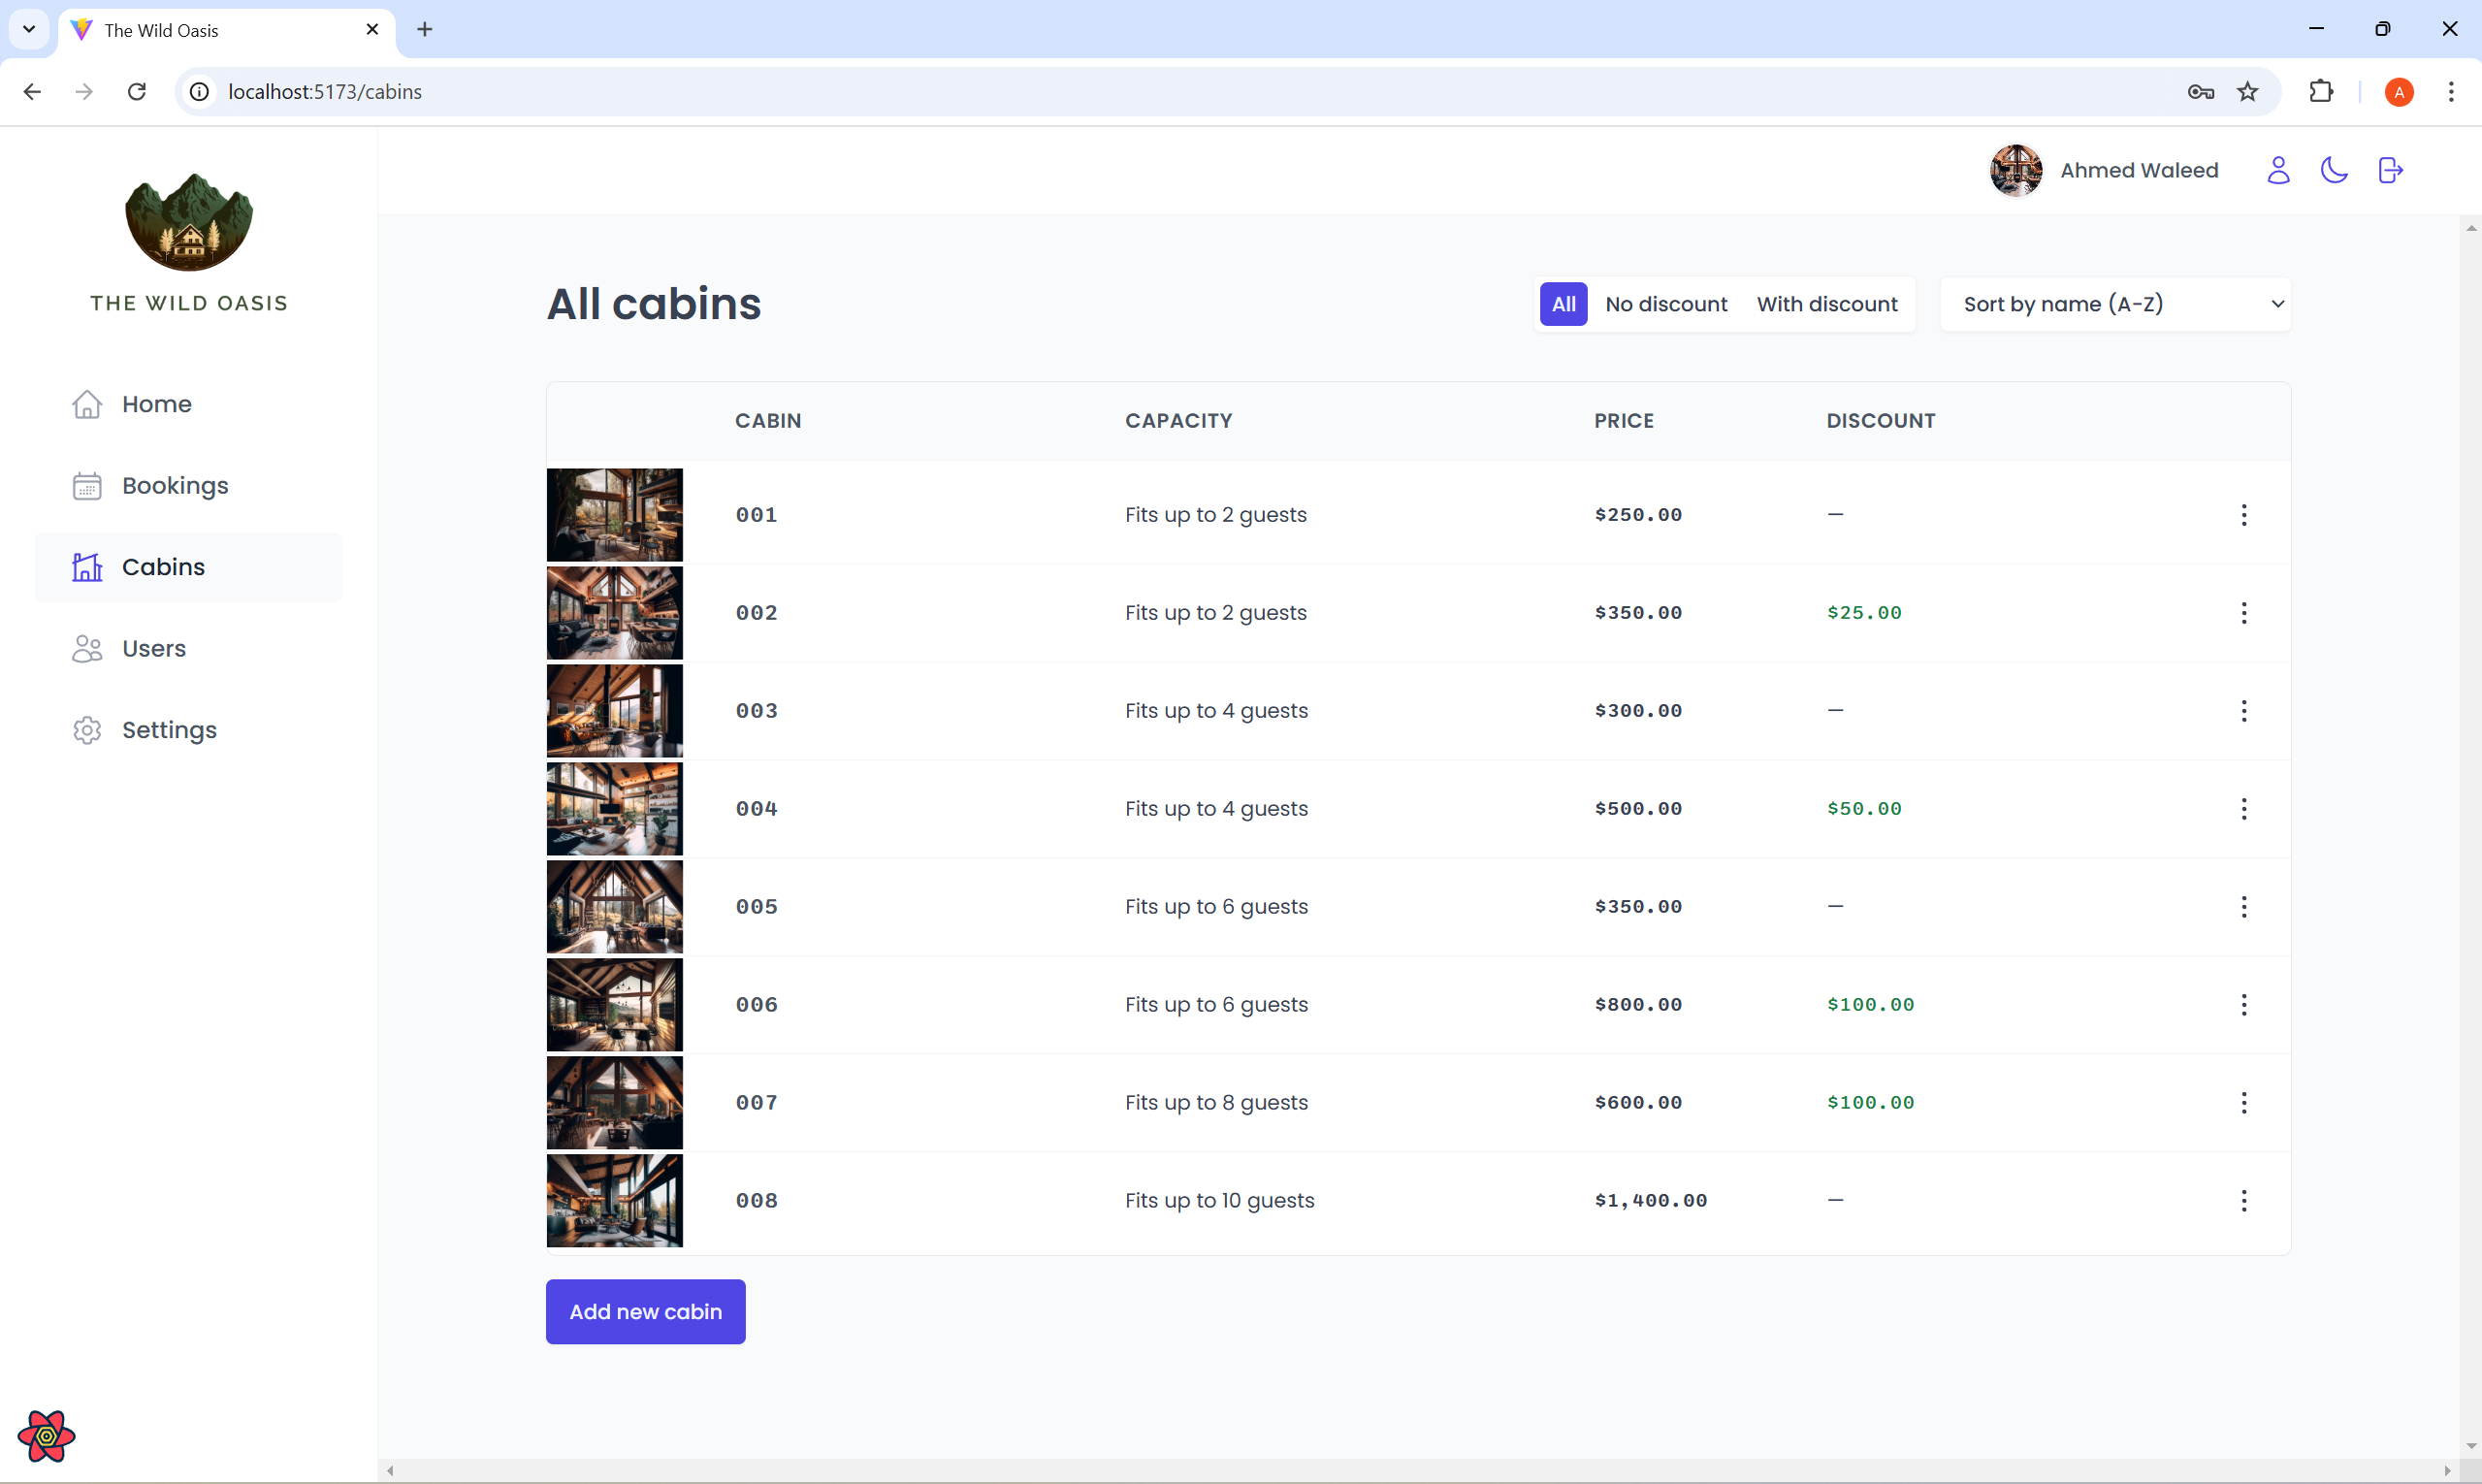 The Wild Oasis
localhost:5173/cabins
A
Ahmed Waleed
THE WILD OASIS
Home
Bookings
Cabins
Users
Settings
All cabins
All No discount With discount Sort by name (A-Z)
CABIN CAPACITY PRICE DISCOUNT
001 Fits up to 2 guests $250.00 —
002 Fits up to 2 guests $350.00 $25.00
003 Fits up to 4 guests $300.00 —
004 Fits up to 4 guests $500.00 $50.00
005 Fits up to 6 guests $350.00 —
006 Fits up to 6 guests $800.00 $100.00
007 Fits up to 8 guests $600.00 $100.00
008 Fits up to 10 guests $1,400.00 —
Add new cabin